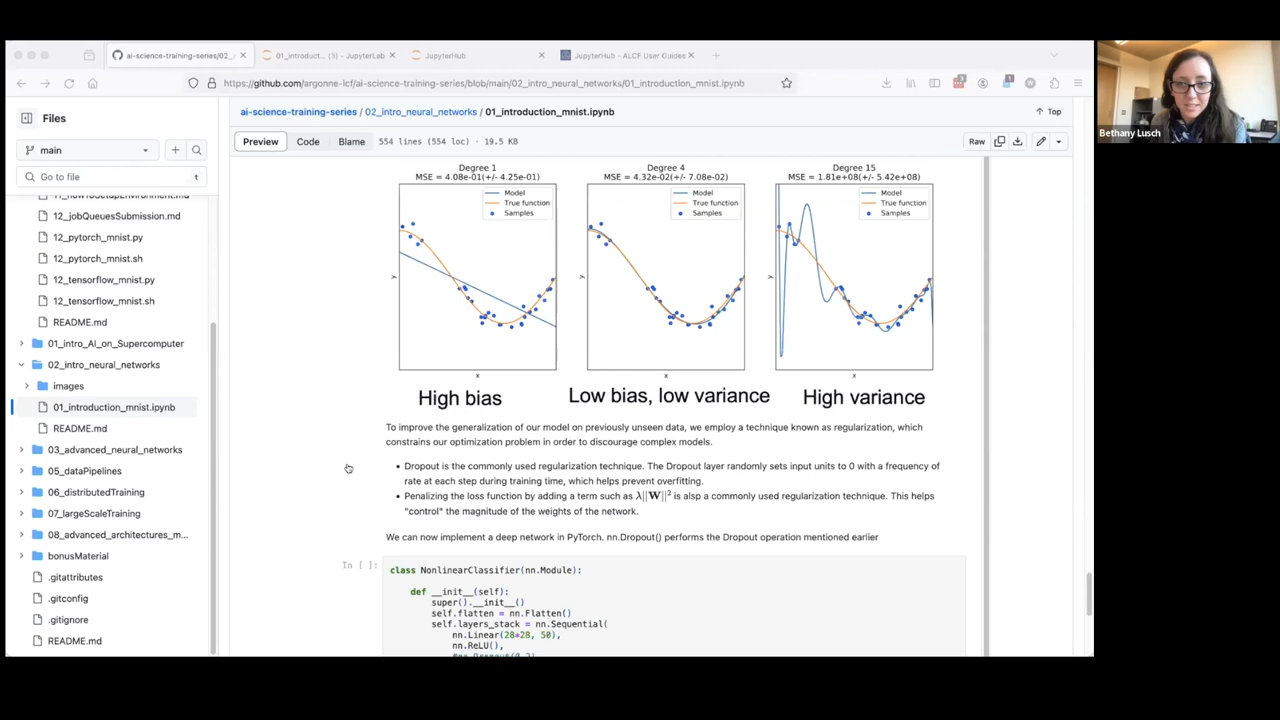 ai-science-training-series/02_
01_introduct... (3) - JupyterLab
JupyterHub
JupyterHub - ALCF User Guides
https://github.com/argonne-lcf/ai-science-training-series/blob/main/02_intro_neural_networks/01_introduction_mnist.ipynb
Bethany Lusch
Files
main
Go to file
t
12_jobQueuesSubmission.md
12_pytorch_mnist.py
12_pytorch_mnist.sh
12_tensorflow_mnist.py
12_tensorflow_mnist.sh
README.md
01_intro_AI_on_Supercomputer
02_intro_neural_networks
images
01_introduction_mnist.ipynb
README.md
03_advanced_neural_networks
05_dataPipelines
06_distributedTraining
07_largeScaleTraining
08_advanced_architectures_m...
bonusMaterial
.gitattributes
.gitconfig
.gitignore
README.md
ai-science-training-series / 02_intro_neural_networks / 01_introduction_mnist.ipynb
Top
Preview Code Blame 554 lines (554 loc) · 19.5 KB
Raw
Degree 1
MSE = 4.08e-01(+/- 4.25e-01)
Model
True function
Samples
y
x
Degree 4
MSE = 4.32e-02(+/- 7.08e-02)
Model
True function
Samples
y
x
Degree 15
MSE = 1.81e+08(+/- 5.42e+08)
Model
True function
Samples
y
x
High bias
Low bias, low variance
High variance
To improve the generalization of our model on previously unseen data, we employ a technique known as regularization, which
constrains our optimization problem in order to discourage complex models.
• Dropout is the commonly used regularization technique. The Dropout layer randomly sets input units to 0 with a frequency of
rate at each step during training time, which helps prevent overfitting.
• Penalizing the loss function by adding a term such as λ||W||² is alsp a commonly used regularization technique. This helps
"control" the magnitude of the weights of the network.
We can now implement a deep network in PyTorch. nn.Dropout() performs the Dropout operation mentioned earlier
In [ ]:
class NonlinearClassifier(nn.Module):
def __init__(self):
super().__init__()
self.flatten = nn.Flatten()
self.layers_stack = nn.Sequential(
nn.Linear(28*28, 50),
nn.ReLU(),